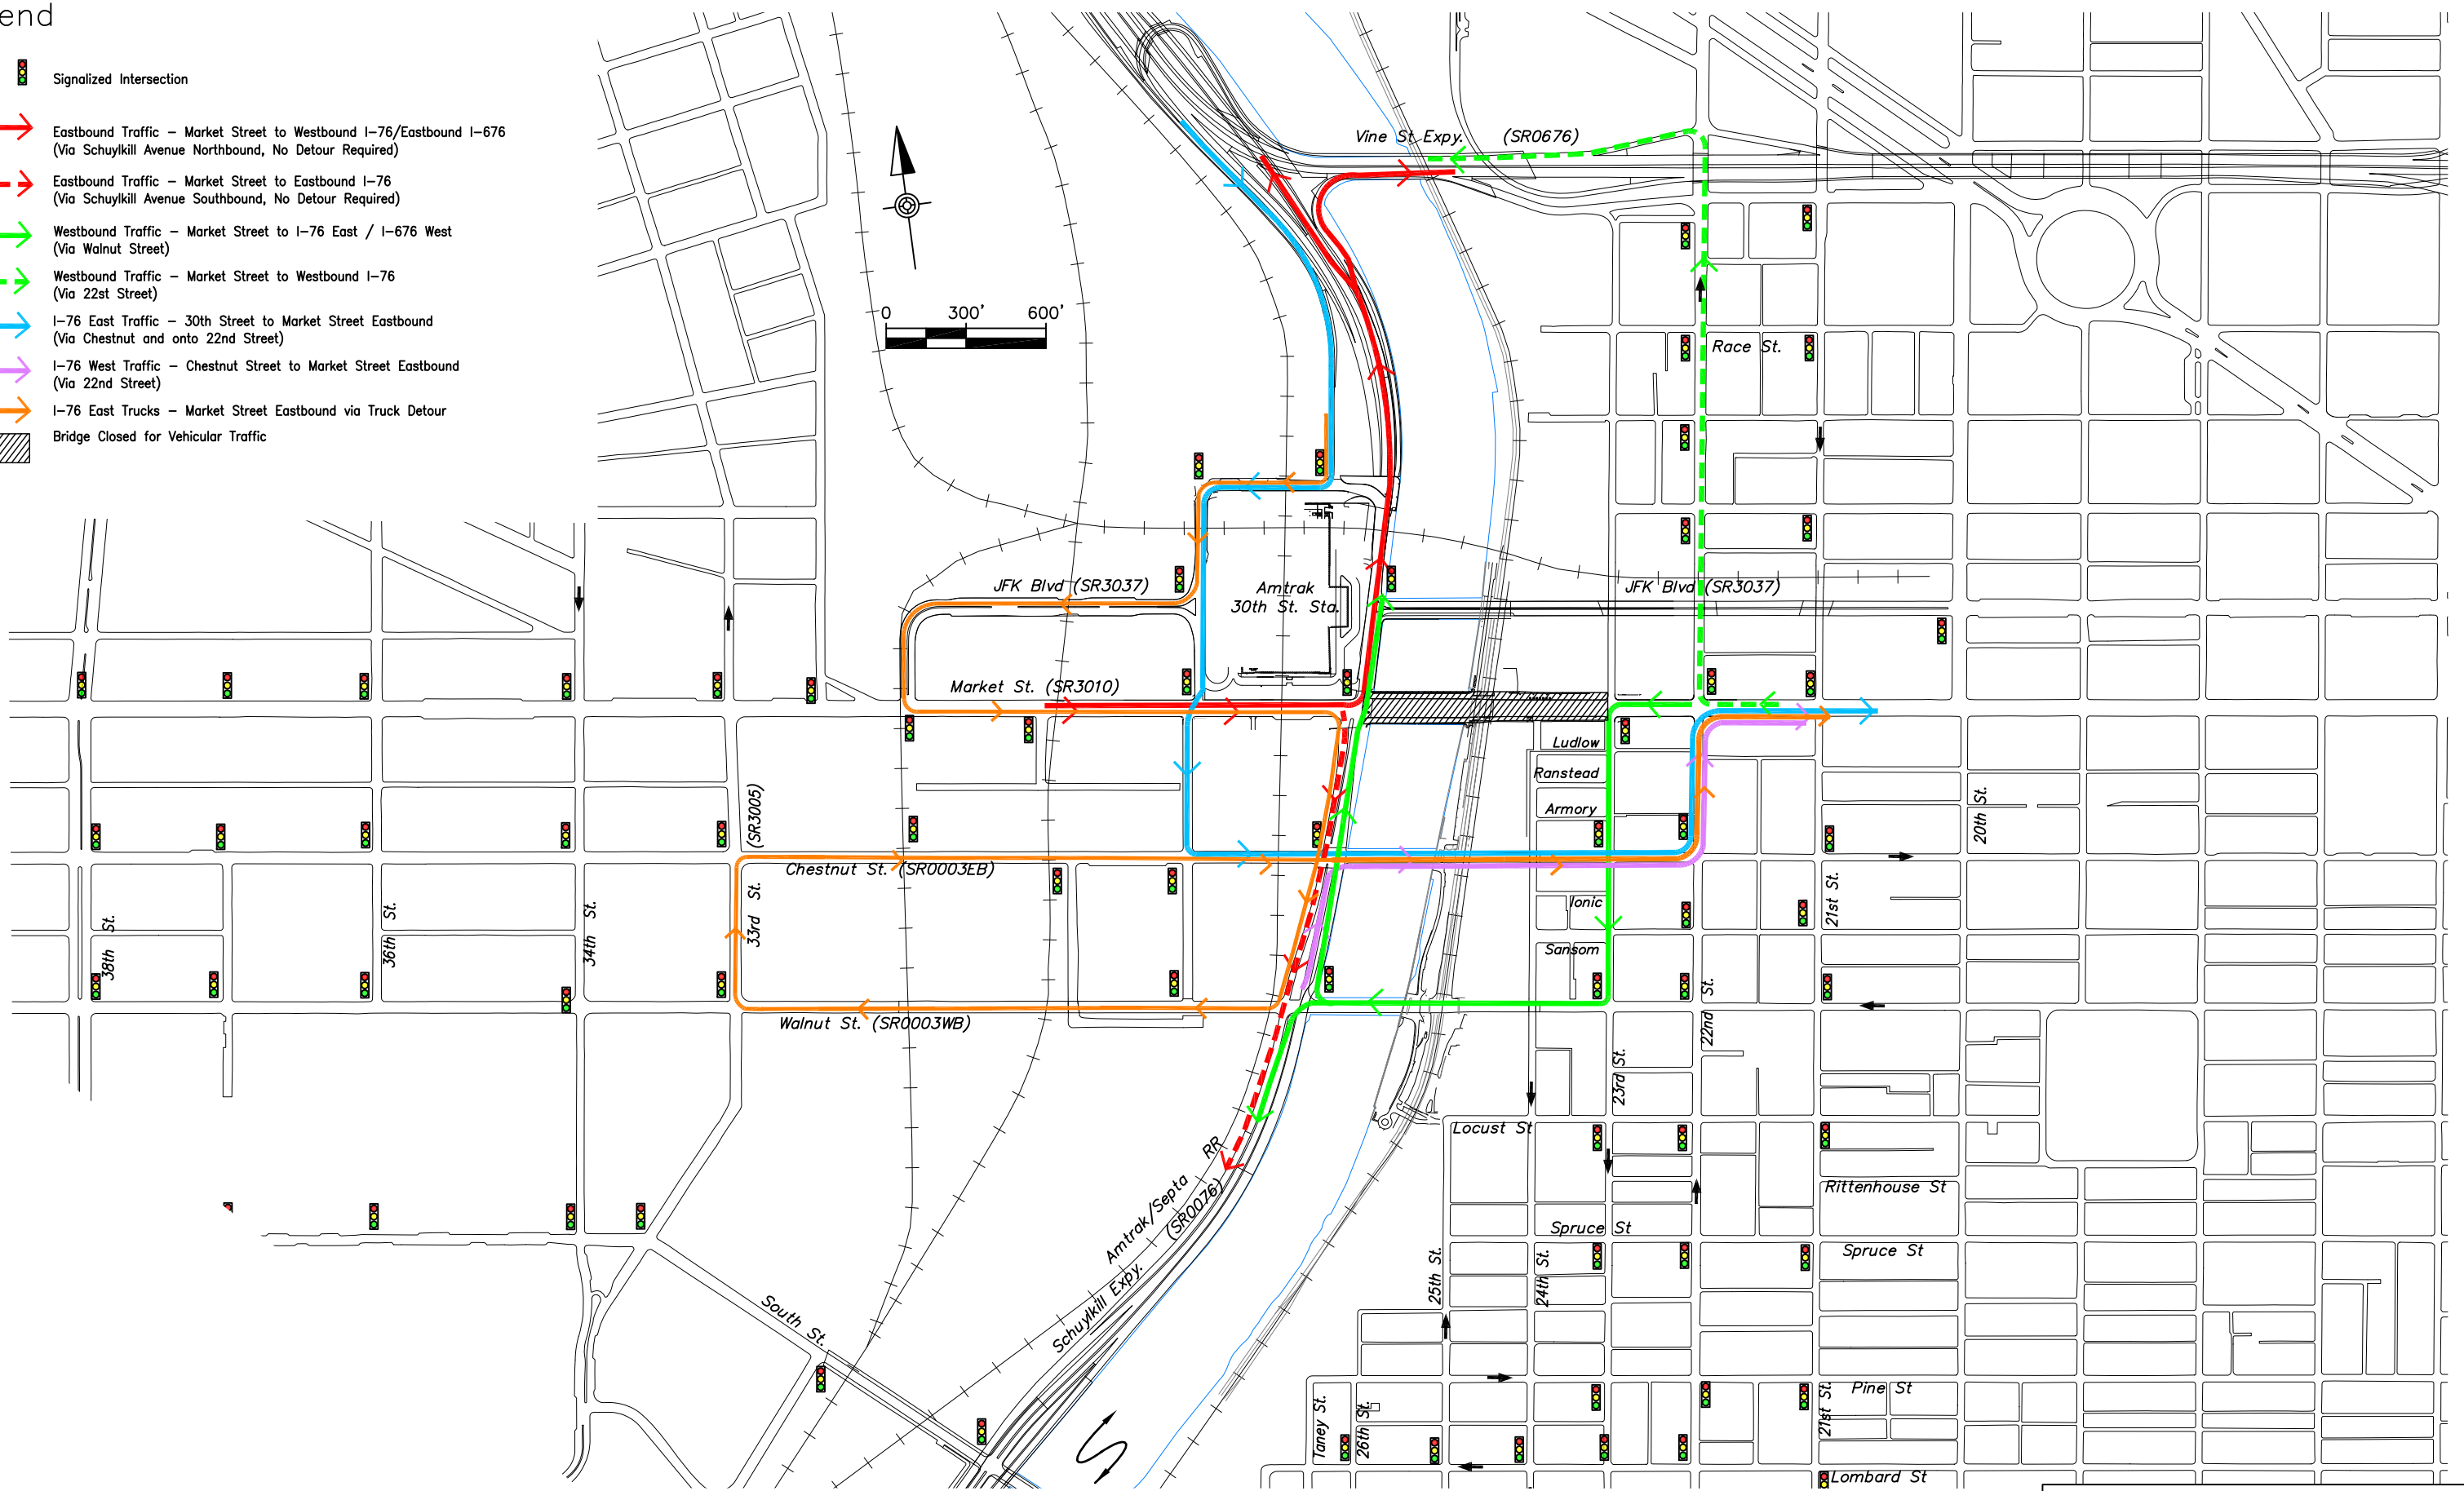 end
Signalized Intersection
Eastbound Traffic – Market Street to Westbound I-76/Eastbound I-676
(Via Schuylkill Avenue Northbound, No Detour Required)
Eastbound Traffic – Market Street to Eastbound I-76
(Via Schuylkill Avenue Southbound, No Detour Required)
Westbound Traffic – Market Street to I-76 East / I-676 West
(Via Walnut Street)
Westbound Traffic – Market Street to Westbound I-76
(Via 22st Street)
I-76 East Traffic – 30th Street to Market Street Eastbound
(Via Chestnut and onto 22nd Street)
I-76 West Traffic – Chestnut Street to Market Street Eastbound
(Via 22nd Street)
I-76 East Trucks – Market Street Eastbound via Truck Detour
Bridge Closed for Vehicular Traffic
0 300' 600'
Vine St Expy. (SR0676)
Race St.
JFK Blvd (SR3037)
Amtrak
30th St. Sta.
JFK Blvd (SR3037)
Market St. (SR3010)
Ludlow
Ranstead
Armory
20th St.
(SR3005)
Chestnut St. (SR0003EB)
Ionic
Sansom
38th St.
36th St.
34th St.
33rd St.
21st St.
22nd St.
Walnut St. (SR0003WB)
23rd St.
Locust St
Rittenhouse St
Amtrak/Septa RR
(SR0076)
Schuylkill Expy.
Spruce St
Spruce St
25th St.
24th St.
South St.
Pine St
Taney St.
26th St.
21st St.
Lombard St